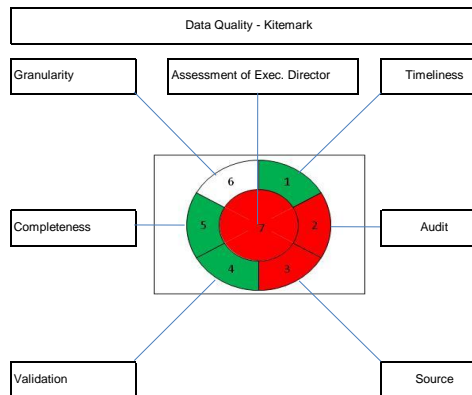 Data Quality - Kitemark
Granularity
Assessment of Exec. Director
Timeliness
6
1
Completeness
5
7
2
Audit
4
3
Validation
Source